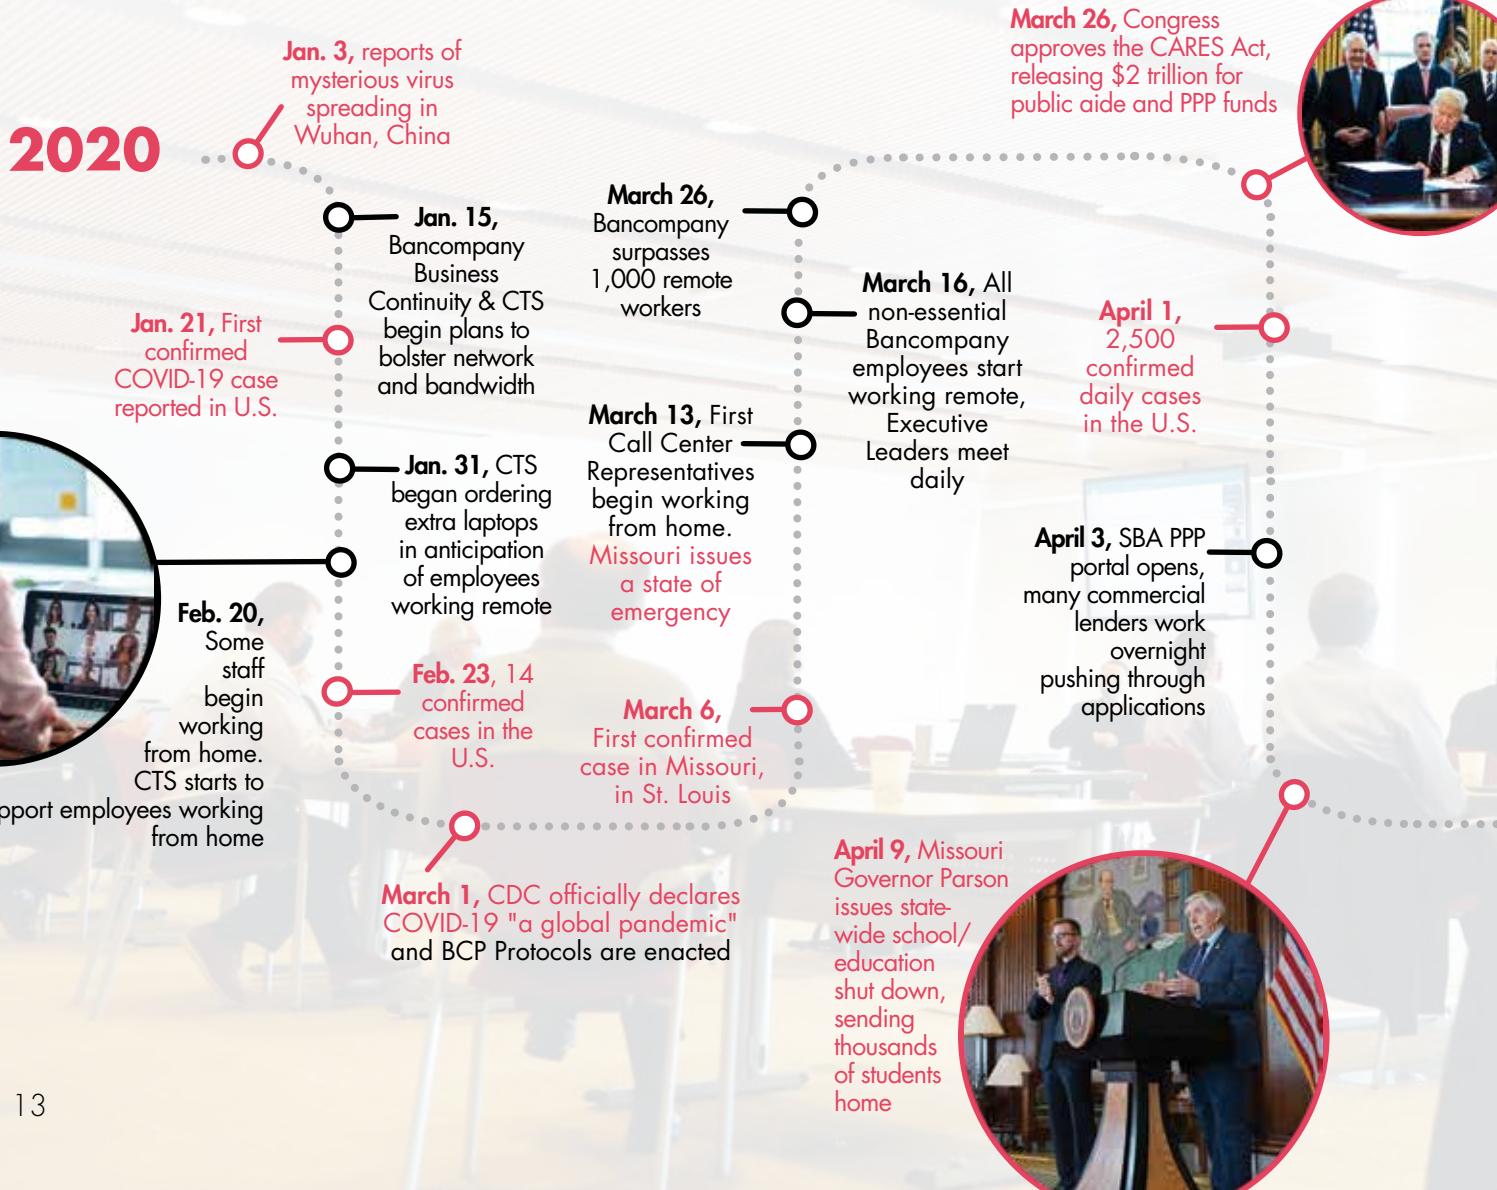 2020
Jan. 3, reports of
mysterious virus
spreading in
Wuhan, China
Jan. 15,
Bancompany
Business
Continuity & CTS
begin plans to
bolster network
and bandwidth
Jan. 21, First
confirmed
COVID-19 case
reported in U.S.
Jan. 31, CTS
began ordering
extra laptops
in anticipation
of employees
working remote
Feb. 20,
Some
staff
begin
working
from home.
CTS starts to
pport employees working
from home
Feb. 23, 14
confirmed
cases in the
U.S.
March 1, CDC officially declares
COVID-19 "a global pandemic"
and BCP Protocols are enacted
March 6,
First confirmed
case in Missouri,
in St. Louis
March 13, First
Call Center
Representatives
begin working
from home.
Missouri issues
a state of
emergency
March 16, All
non-essential
Bancompany
employees start
working remote,
Executive
Leaders meet
daily
March 26,
Bancompany
surpasses
1,000 remote
workers
March 26, Congress
approves the CARES Act,
releasing $2 trillion for
public aide and PPP funds
April 1,
2,500
confirmed
daily cases
in the U.S.
April 3, SBA PPP
portal opens,
many commercial
lenders work
overnight
pushing through
applications
April 9, Missouri
Governor Parson
issues state-
wide school/
education
shut down,
sending
thousands
of students
home
13